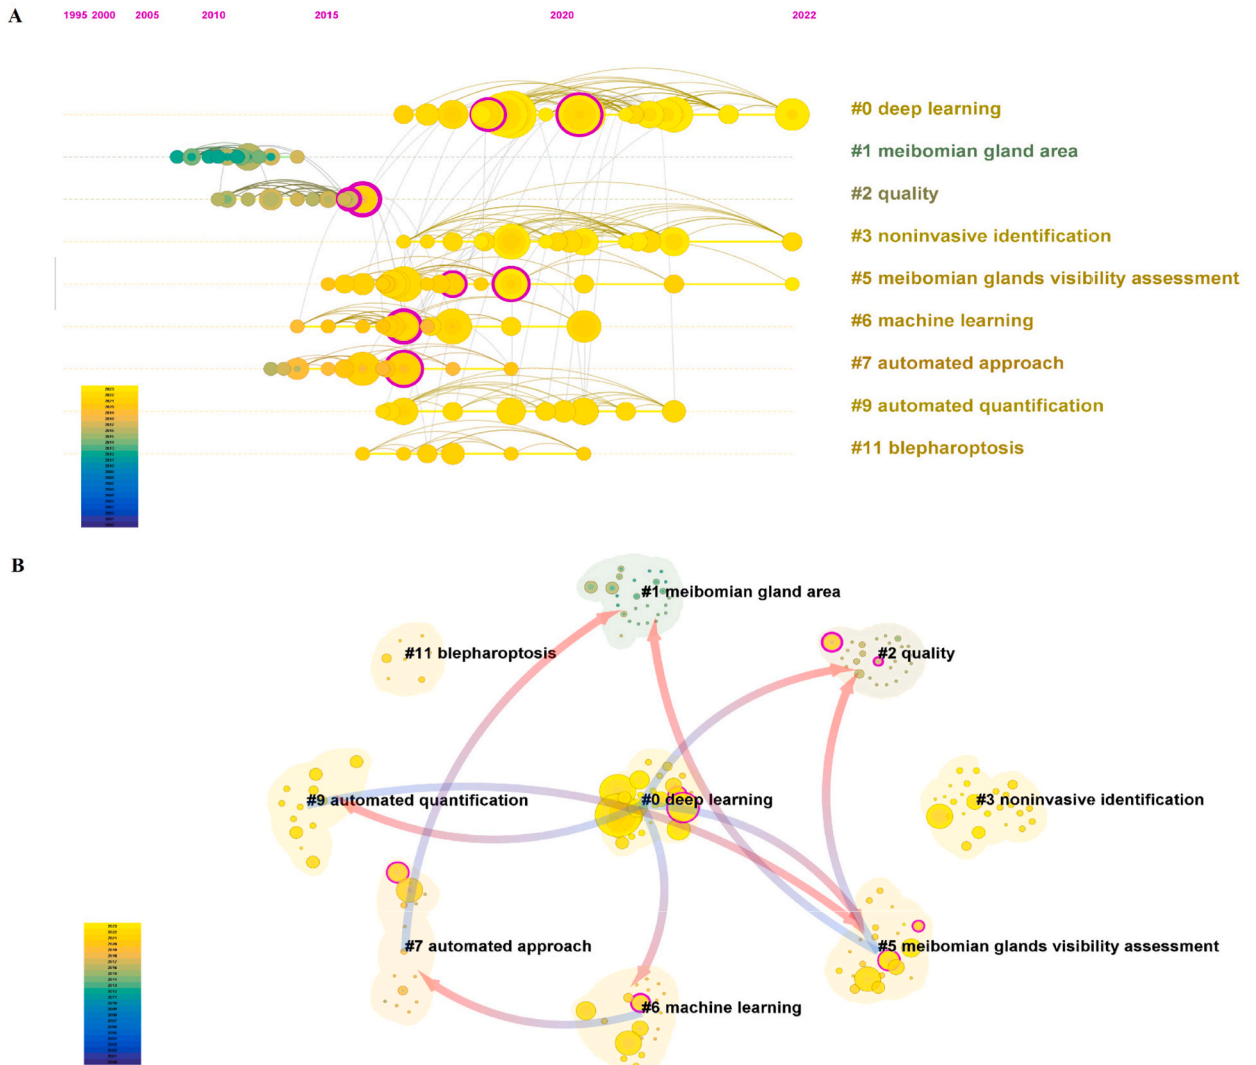 A
1995 2000 2005 2010 2015 2020 2022
#0 deep learning
#1 meibomian gland area
#2 quality
#3 noninvasive identification
#5 meibomian glands visibility assessment
#6 machine learning
#7 automated approach
#9 automated quantification
#11 blepharoptosis
B
#1 meibomian gland area
#11 blepharoptosis
#2 quality
#9 automated quantification
#0 deep learning
#3 noninvasive identification
#7 automated approach
#5 meibomian glands visibility assessment
#6 machine learning